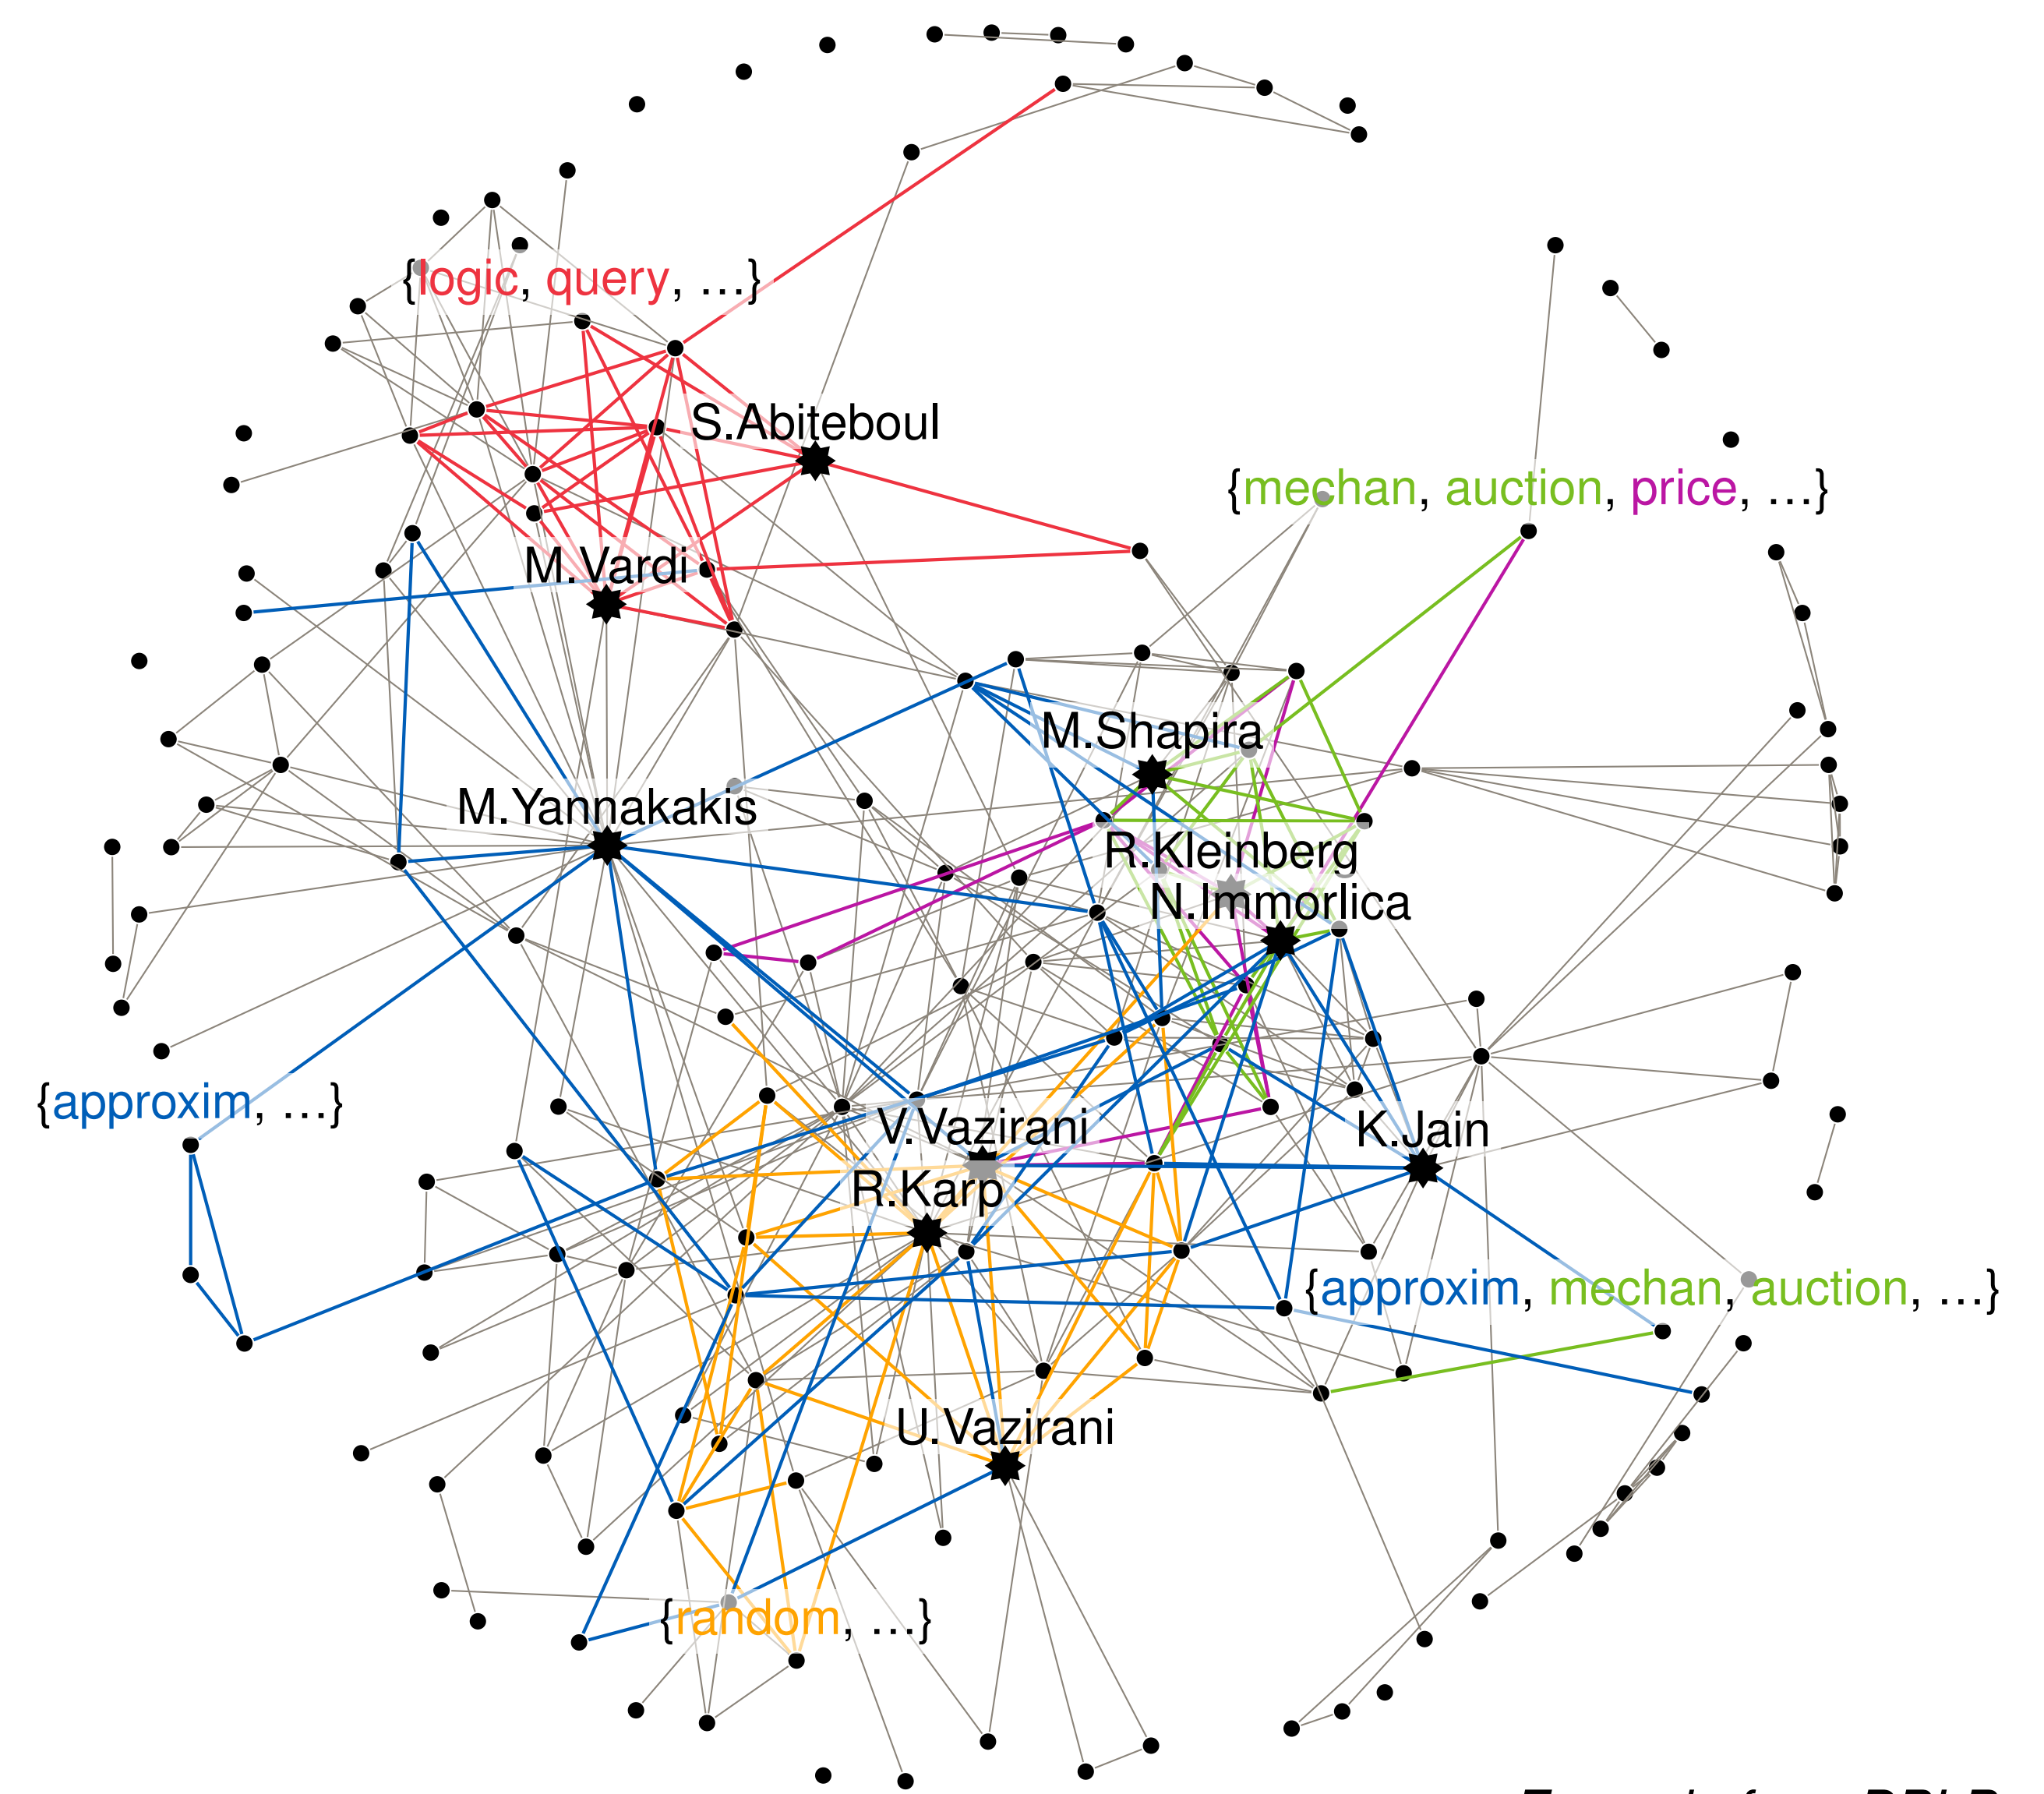 {logic, query, …}
S.Abiteboul
{mechan, auction, price, …}
M.Vardi
M.Shapira
M.Yannakakis
R.Kleinberg
N.Immorlica
{approxim, …}
V.Vazirani
K.Jain
R.Karp
{approxim, mechan, auction, …}
U.Vazirani
{random, …}